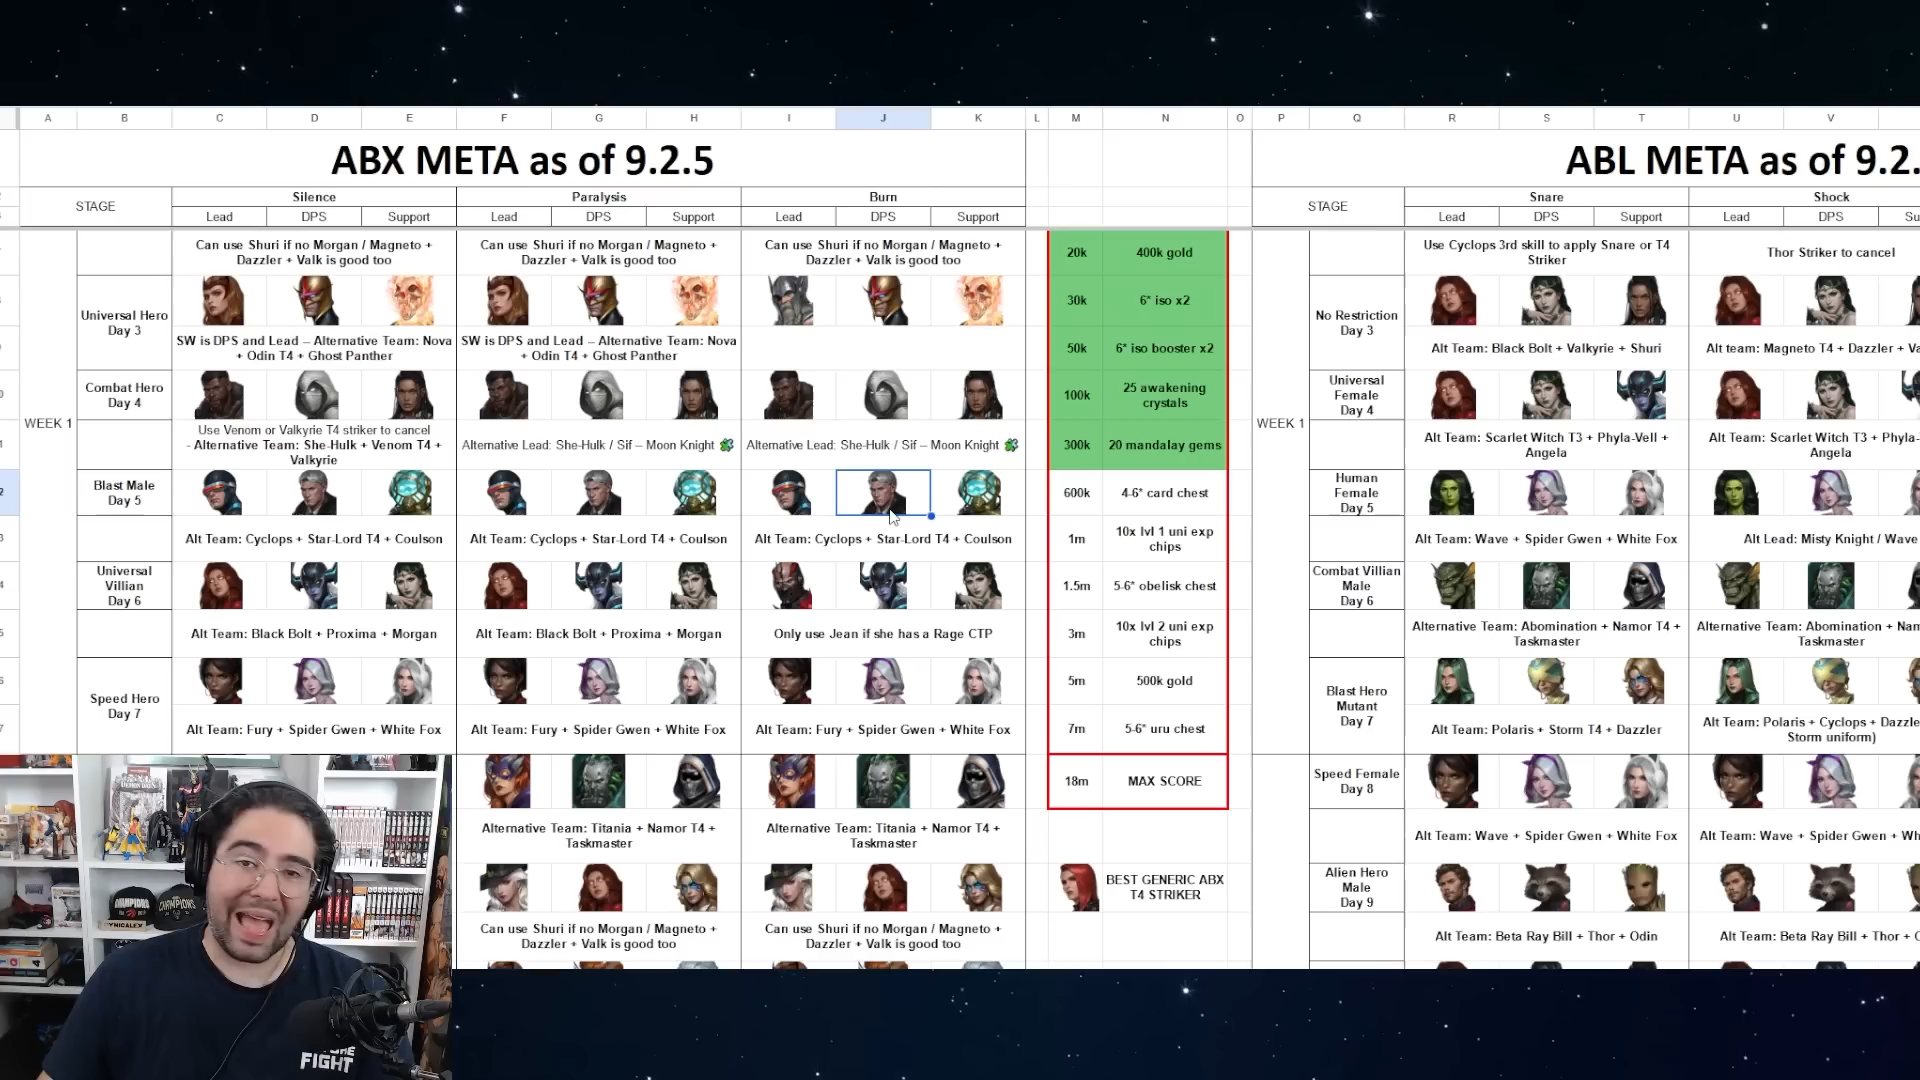 A B C D E F G H I J K L M N O P Q R S T U V
ABX META as of 9.2.5
ABL META as of 9.2.
STAGE
Silence
Paralysis
Burn
STAGE
Snare
Shock
Lead DPS Support Lead DPS Support Lead DPS Support
Lead DPS Support Lead DPS Su
Can use Shuri if no Morgan / Magneto +
Dazzler + Valk is good too
Can use Shuri if no Morgan / Magneto +
Dazzler + Valk is good too
Can use Shuri if no Morgan / Magneto +
Dazzler + Valk is good too
20k 400k gold
Use Cyclops 3rd skill to apply Snare or T4
Striker
Thor Striker to cancel
Universal Hero
Day 3
30k 6* iso x2
No Restriction
Day 3
SW is DPS and Lead – Alternative Team: Nova
+ Odin T4 + Ghost Panther
SW is DPS and Lead – Alternative Team: Nova
+ Odin T4 + Ghost Panther
50k 6* iso booster x2
Alt Team: Black Bolt + Valkyrie + Shuri
Alt team: Magneto T4 + Dazzler + Va
Combat Hero
Day 4
100k 25 awakening
crystals
Universal
Female
Day 4
WEEK 1
Use Venom or Valkyrie T4 striker to cancel
- Alternative Team: She-Hulk + Venom T4 +
Valkyrie
Alternative Lead: She-Hulk / Sif – Moon Knight
Alternative Lead: She-Hulk / Sif – Moon Knight
300k 20 mandalay gems
WEEK 1
Alt Team: Scarlet Witch T3 + Phyla-Vell +
Angela
Alt Team: Scarlet Witch T3 + Phyla-
Angela
Blast Male
Day 5
600k 4-6* card chest
Human
Female
Day 5
Alt Team: Cyclops + Star-Lord T4 + Coulson
Alt Team: Cyclops + Star-Lord T4 + Coulson
Alt Team: Cyclops + Star-Lord T4 + Coulson
1m 10x lvl 1 uni exp
chips
Alt Team: Wave + Spider Gwen + White Fox
Alt Lead: Misty Knight / Wave
Universal
Villian
Day 6
1.5m 5-6* obelisk chest
Combat Villian
Male
Day 6
Alt Team: Black Bolt + Proxima + Morgan
Alt Team: Black Bolt + Proxima + Morgan
Only use Jean if she has a Rage CTP
3m 10x lvl 2 uni exp
chips
Alternative Team: Abomination + Namor T4 +
Taskmaster
Alternative Team: Abomination + Nam
Taskmaster
Speed Hero
Day 7
5m 500k gold
Blast Hero
Mutant
Day 7
Alt Team: Fury + Spider Gwen + White Fox
Alt Team: Fury + Spider Gwen + White Fox
Alt Team: Fury + Spider Gwen + White Fox
7m 5-6* uru chest
Alt Team: Polaris + Storm T4 + Dazzler
Alt Team: Polaris + Cyclops + Dazzle
Storm uniform)
18m MAX SCORE
Speed Female
Day 8
Alternative Team: Titania + Namor T4 +
Taskmaster
Alternative Team: Titania + Namor T4 +
Taskmaster
Alt Team: Wave + Spider Gwen + White Fox
Alt Team: Wave + Spider Gwen + Wh
BEST GENERIC ABX
T4 STRIKER
Alien Hero
Male
Day 9
Can use Shuri if no Morgan / Magneto +
Dazzler + Valk is good too
Can use Shuri if no Morgan / Magneto +
Dazzler + Valk is good too
Alt Team: Beta Ray Bill + Thor + Odin
Alt Team: Beta Ray Bill + Thor + O
CHAMPIONS
CYNICALEX
FIGHT